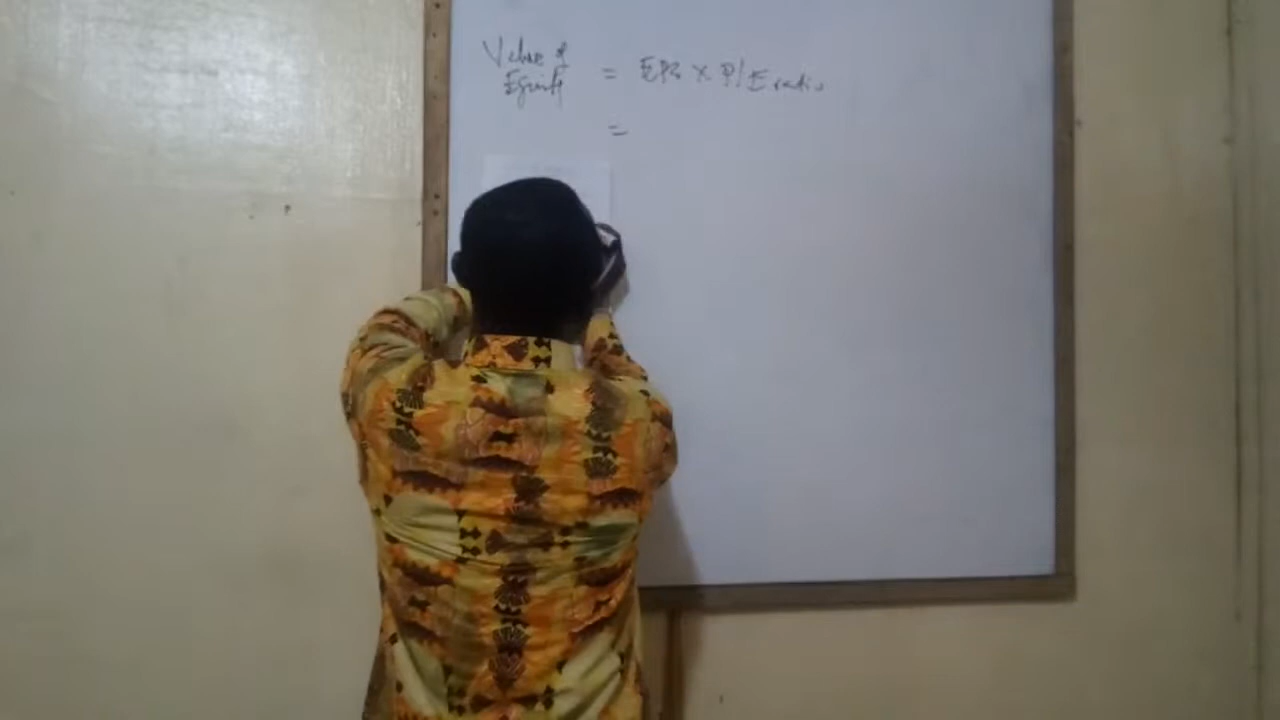 Value of
Equity = EPS x P/E ratio
=